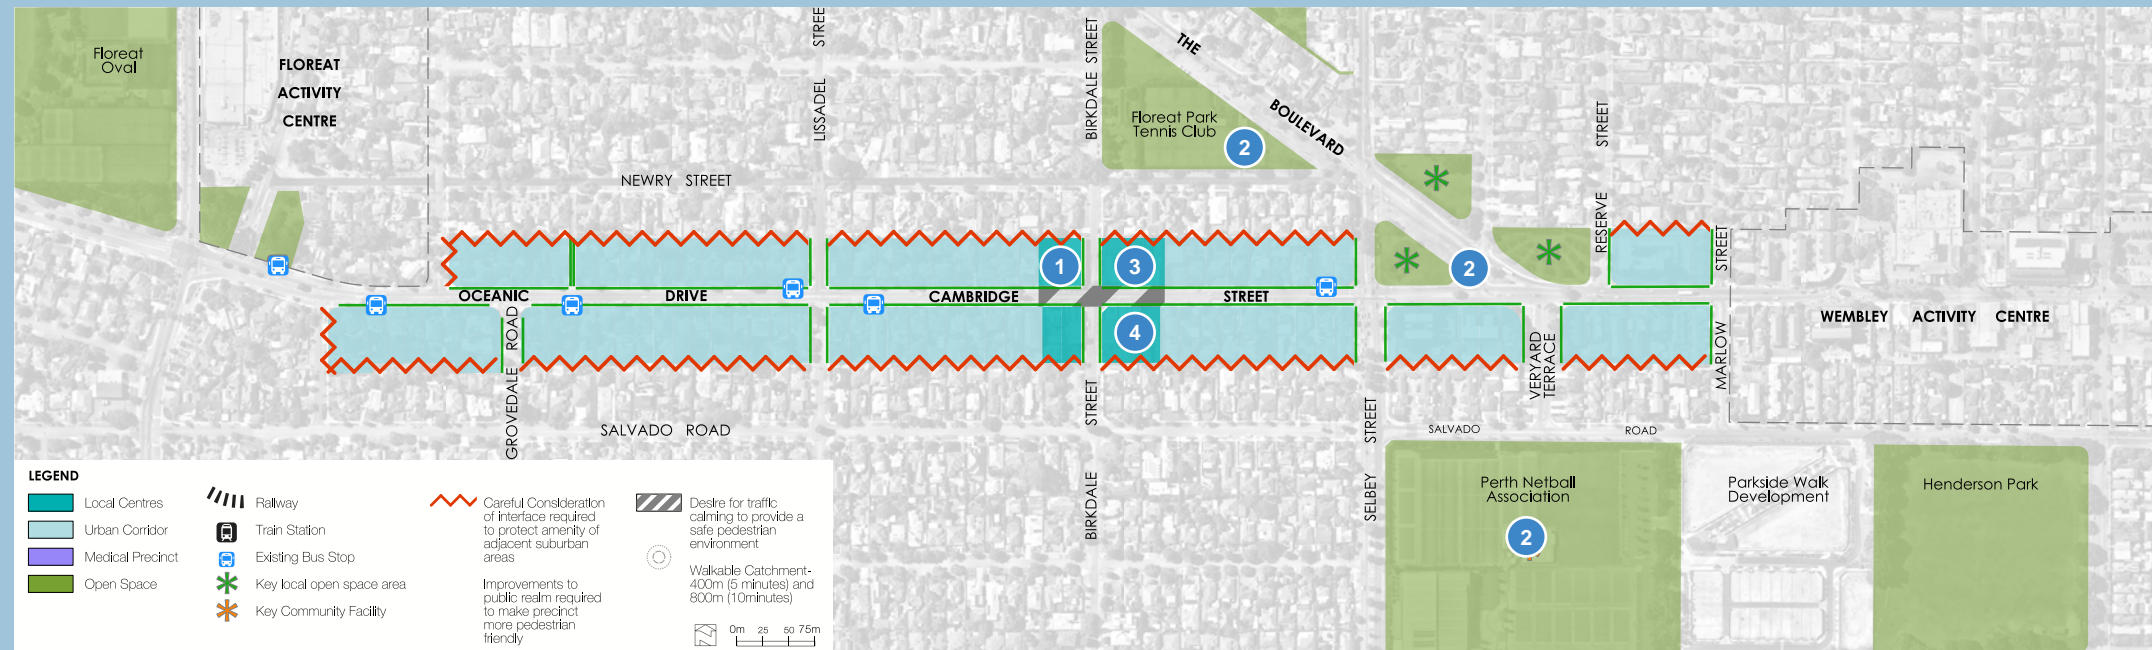 Floreat
Oval
FLOREAT
ACTIVITY
CENTRE
LISSADEL STREE
BIRKDALE STREET
THE
BOULEVARD
Floreat Park
Tennis Club
2
NEWRY STREET
RESERVE STREET
1
3
2
OCEANIC
DRIVE
CAMBRIDGE
STREET
4
GROVEDALE ROAD
VERYARD
TERRACE
MARLOW STREET
WEMBLEY ACTIVITY CENTRE
SALVADO ROAD
BIRKDALE STREET
SELBEY STREET
SALVADO ROAD
Perth Netball
Association
2
Parkside Walk
Development
Henderson Park
LEGEND
Local Centres
Urban Corridor
Medical Precinct
Open Space
Railway
Train Station
Existing Bus Stop
Key local open space area
Key Community Facility
Careful Consideration
of interface required
to protect amenity of
adjacent suburban
areas
Improvements to
public realm required
to make precinct
more pedestrian
friendly
Desire for traffic
calming to provide a
safe pedestrian
environment
Walkable Catchment-
400m (5 minutes) and
800m (10minutes)
0m 25 50 75m